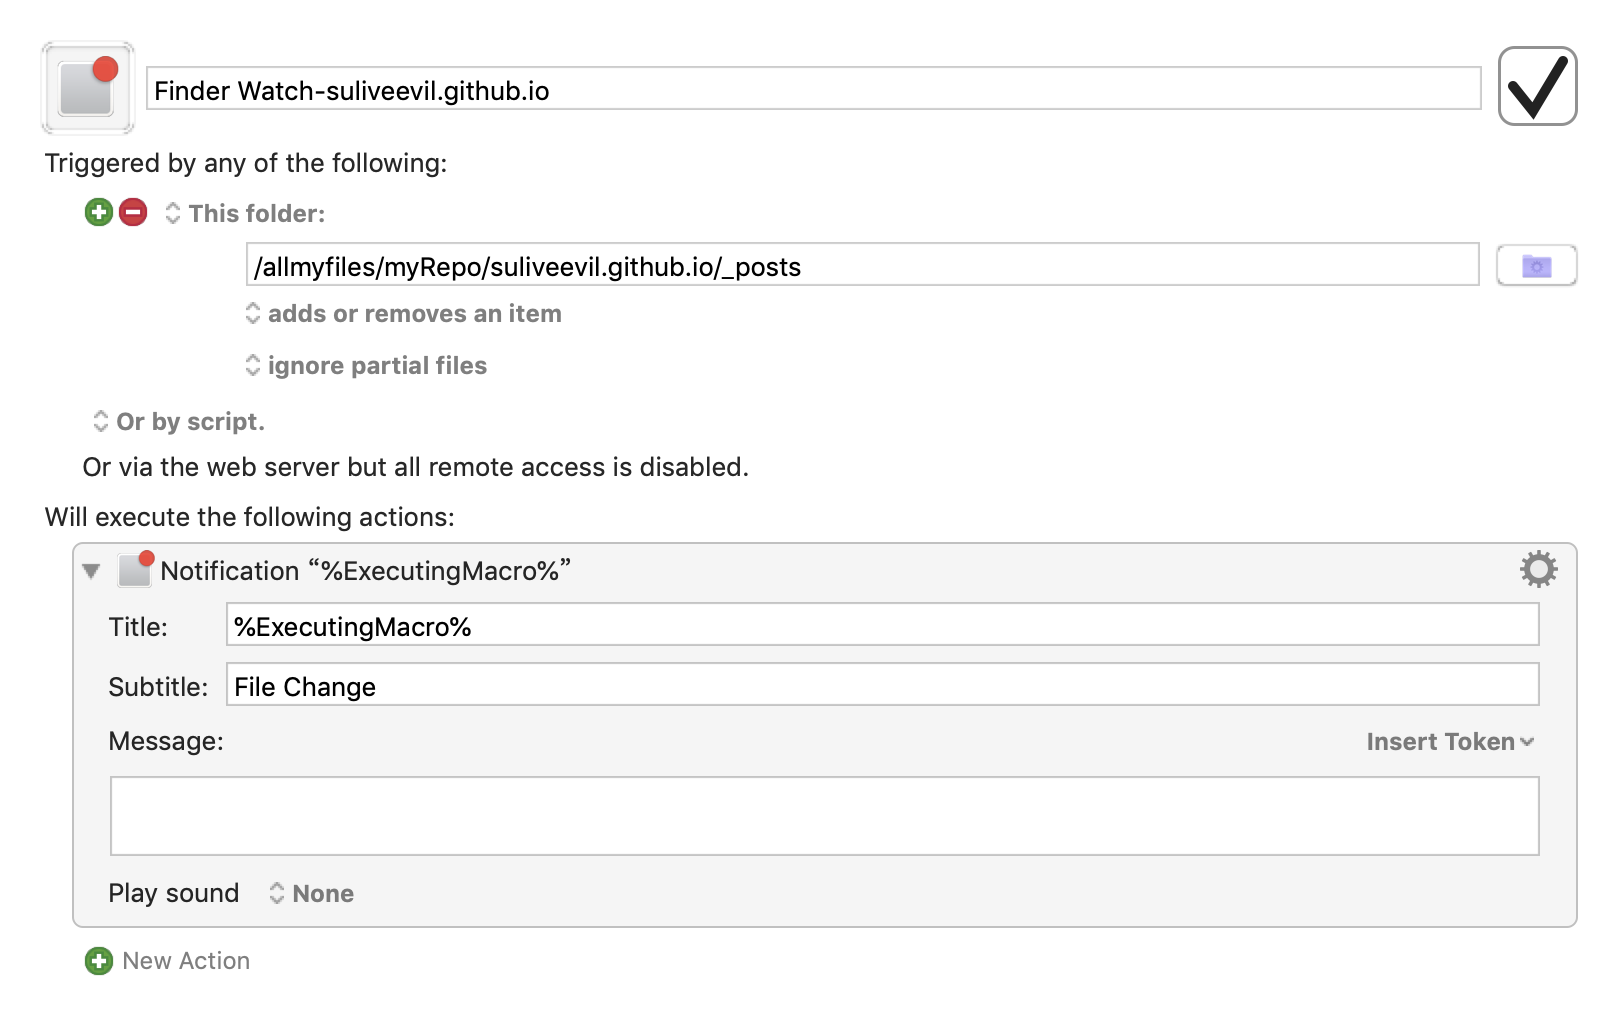 Finder Watch-suliveevil.github.io
Triggered by any of the following:
This folder:
/allmyfiles/myRepo/suliveevil.github.io/_posts
adds or removes an item
ignore partial files
Or by script.
Or via the web server but all remote access is disabled.
Will execute the following actions:
Notification “%ExecutingMacro%”
Title: %ExecutingMacro%
Subtitle: File Change
Message: Insert Token
Play sound None
New Action